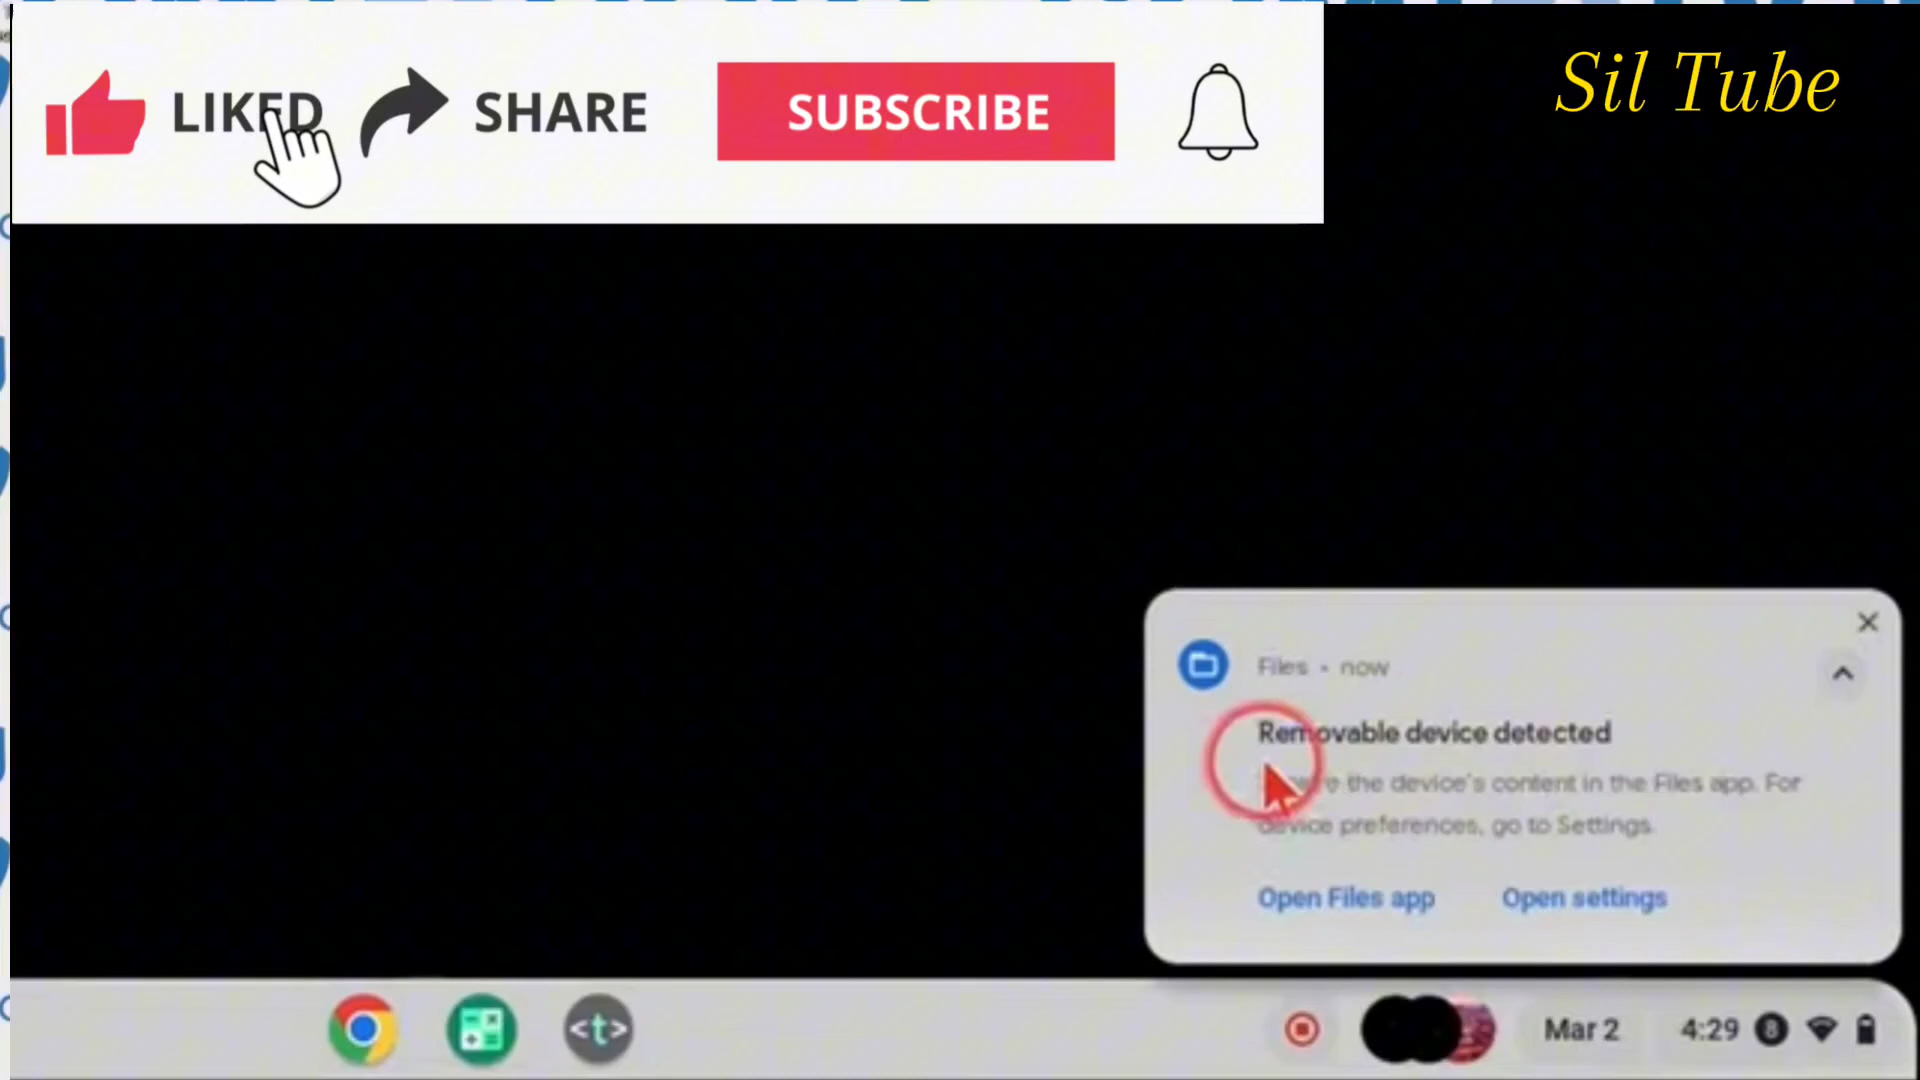 LIKED SHARE SUBSCRIBE
Sil Tube
Files • now
Removable device detected
the device's content in the Files app. For
device preferences, go to Settings.
Open Files app Open settings
<t> Mar 2 4:29 8